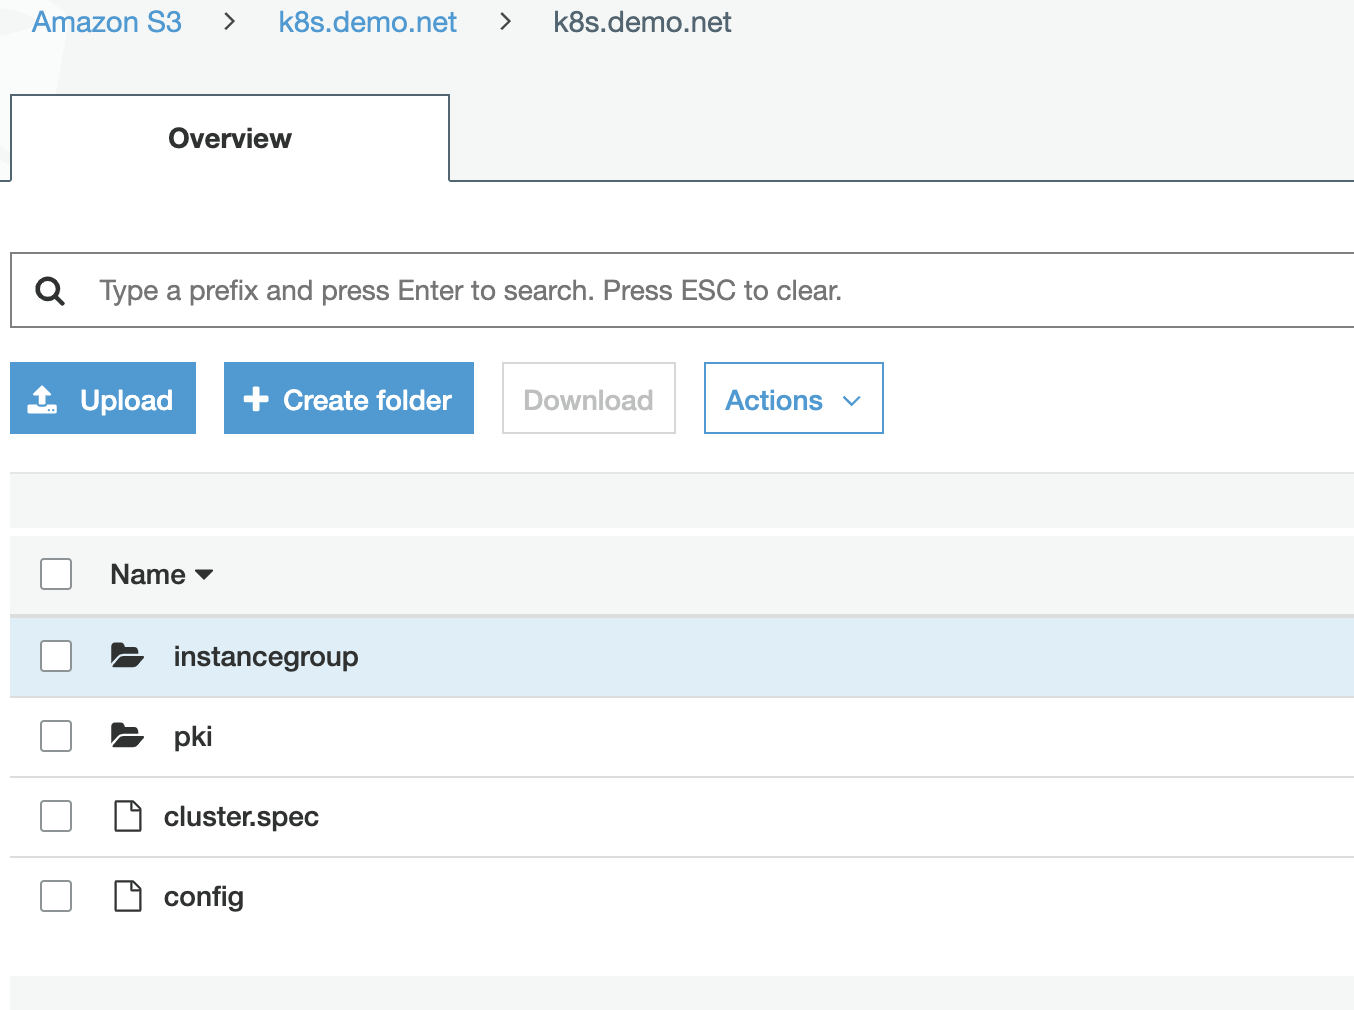 Amazon S3 > k8s.demo.net > k8s.demo.net
Overview
Type a prefix and press Enter to search. Press ESC to clear.
Upload Create folder Download Actions
Name
instancegroup
pki
cluster.spec
config